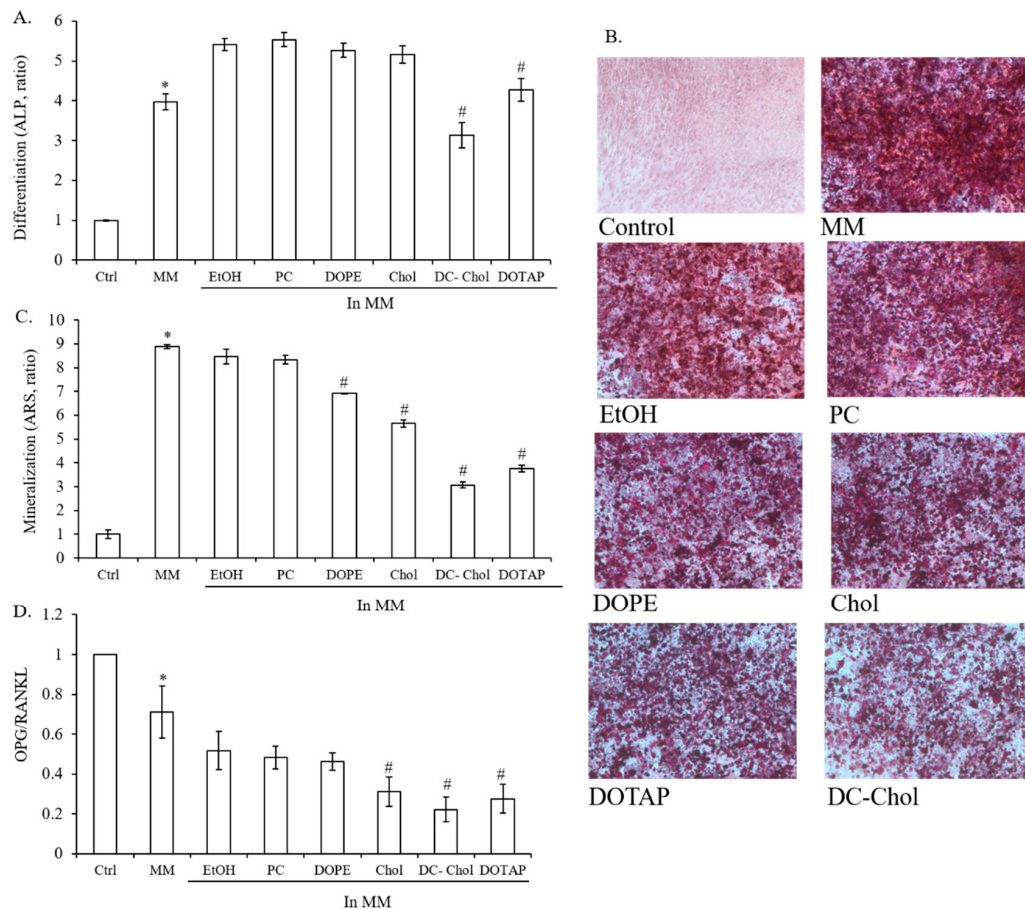 A.
Differentiation (ALP, ratio)
6
5
4
3
2
1
0
*
#
#
Ctrl MM EtOH PC DOPE Chol DC- Chol DOTAP
In MM
B.
Control MM
EtOH PC
DOPE Chol
DOTAP DC-Chol
C.
Mineralization (ARS, ratio)
10
9
8
7
6
5
4
3
2
1
0
*
#
#
#
#
Ctrl MM EtOH PC DOPE Chol DC- Chol DOTAP
In MM
D.
OPG/RANKL
1.2
1
0.8
0.6
0.4
0.2
0
*
#
#
#
Ctrl MM EtOH PC DOPE Chol DC- Chol DOTAP
In MM